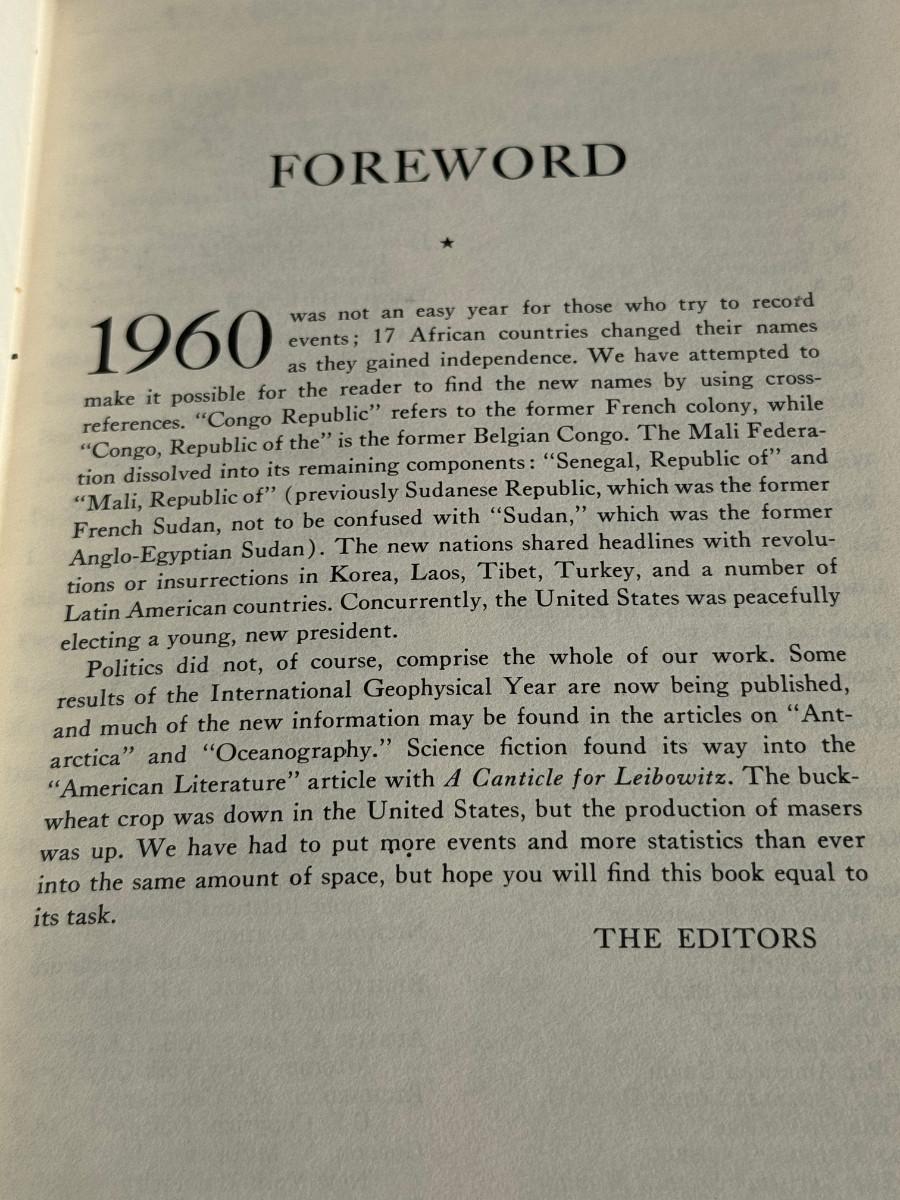 FOREWORD
★
1960 was not an easy year for those who try to record
events; 17 African countries changed their names
as they gained independence. We have attempted to
make it possible for the reader to find the new names by using cross-
references. “Congo Republic” refers to the former French colony, while
“Congo, Republic of the” is the former Belgian Congo. The Mali Federa-
tion dissolved into its remaining components: “Senegal, Republic of” and
“Mali, Republic of” (previously Sudanese Republic, which was the former
French Sudan, not to be confused with “Sudan,” which was the former
Anglo-Egyptian Sudan). The new nations shared headlines with revolu-
tions or insurrections in Korea, Laos, Tibet, Turkey, and a number of
Latin American countries. Concurrently, the United States was peacefully
electing a young, new president.
Politics did not, of course, comprise the whole of our work. Some
results of the International Geophysical Year are now being published,
and much of the new information may be found in the articles on “Ant-
arctica” and “Oceanography.” Science fiction found its way into the
“American Literature” article with A Canticle for Leibowitz. The buck-
wheat crop was down in the United States, but the production of masers
was up. We have had to put more events and more statistics than ever
into the same amount of space, but hope you will find this book equal to
its task.
THE EDITORS